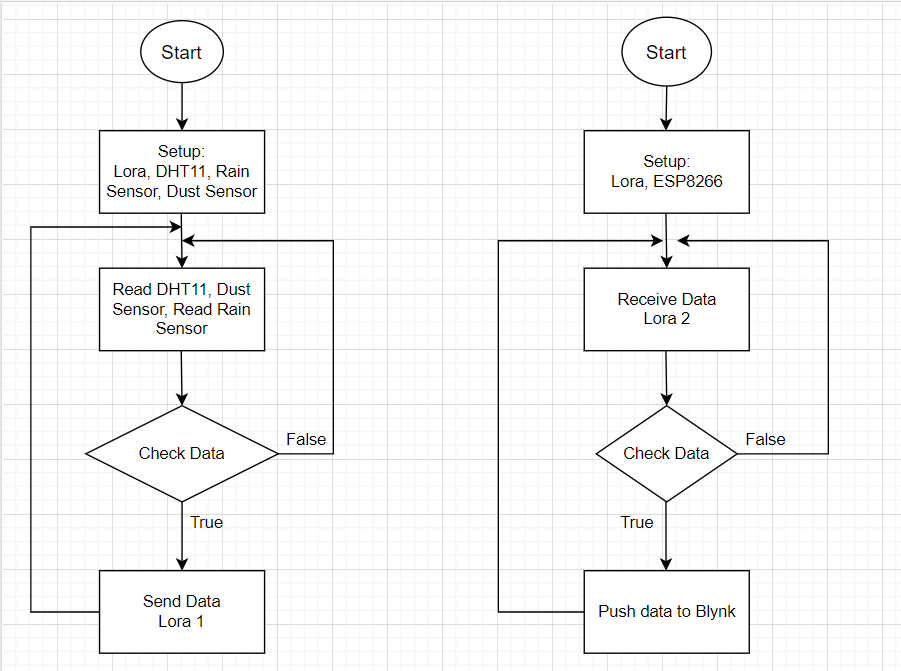 Start
Setup:
Lora, DHT11, Rain
Sensor, Dust Sensor
Read DHT11, Dust
Sensor, Read Rain
Sensor
Check Data
False
True
Send Data
Lora 1
Start
Setup:
Lora, ESP8266
Receive Data
Lora 2
Check Data
False
True
Push data to Blynk